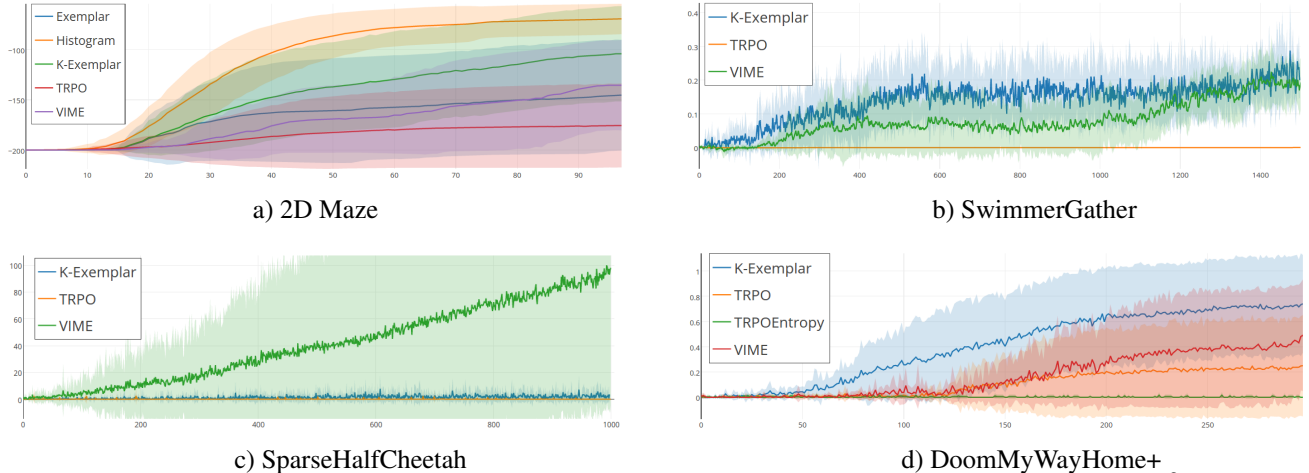 Exemplar
Histogram
K-Exemplar
TRPO
VIME
−100
−150
−200
0 10 20 30 40 50 60 70 80 90
a) 2D Maze
K-Exemplar
TRPO
VIME
0.4
0.3
0.2
0.1
0
0 200 400 600 800 1000 1200 1400
b) SwimmerGather
K-Exemplar
TRPO
VIME
100
80
60
40
20
0
0 200 400 600 800 1000
c) SparseHalfCheetah
K-Exemplar
TRPO
TRPOEntropy
VIME
1
0.8
0.6
0.4
0.2
0
0 50 100 150 200 250
d) DoomMyWayHome+